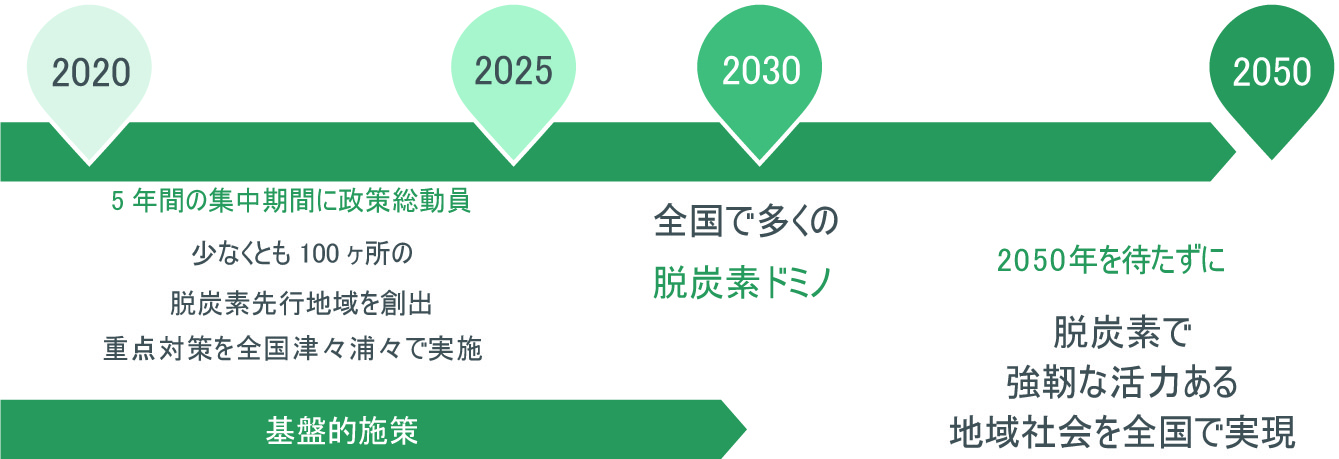 2020
2025
2030
2050
5年間の集中期間に政策総動員
少なくとも100ヶ所の
脱炭素先行地域を創出
重点対策を全国津々浦々で実施
全国で多くの
脱炭素ドミノ
2050年を待たずに
脱炭素で
強靭な活力ある
地域社会を全国で実現
基盤的施策